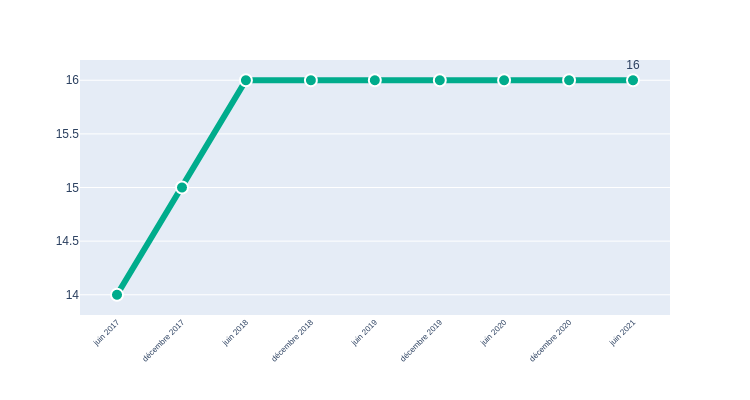 16
16
15.5
15
14.5
14
juin 2017
décembre 2017
juin 2018
décembre 2018
juin 2019
décembre 2019
juin 2020
décembre 2020
juin 2021